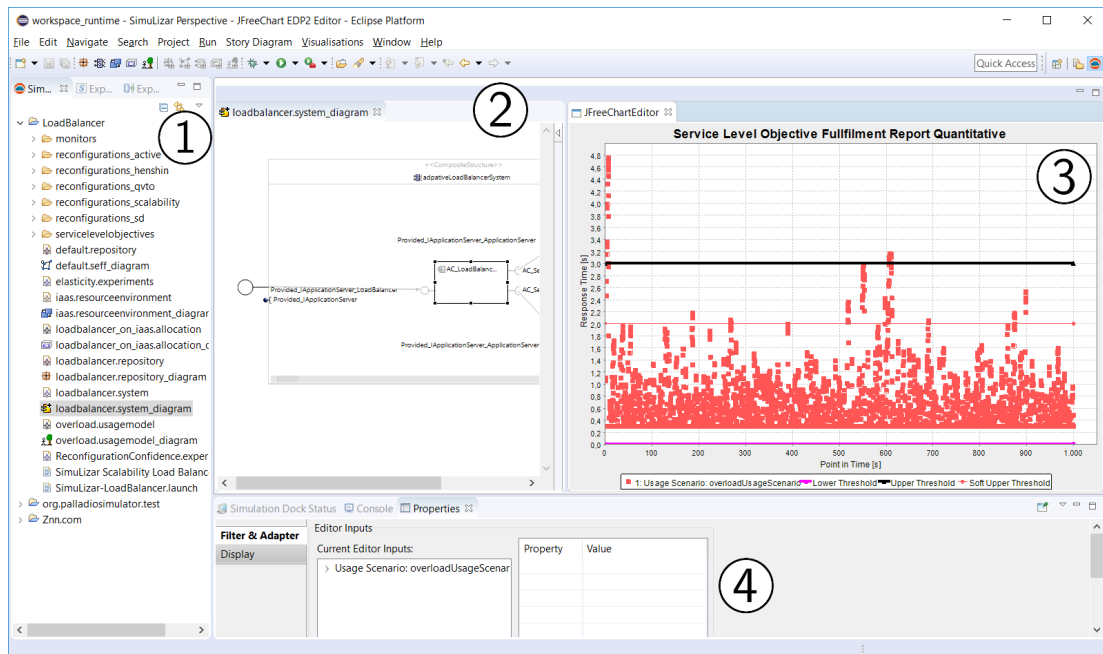 workspace_runtime - SimuLizar Perspective - JFreeChart EDP2 Editor - Eclipse Platform
File Edit Navigate Search Project Run Story Diagram Visualisations Window Help
Quick Access
Sim... Exp... Exp...
1
LoadBalancer
monitors
reconfigurations_active
reconfigurations_henshin
reconfigurations_qvto
reconfigurations_scalability
reconfigurations_sd
servicelevelobjectives
default.repository
default.seff_diagram
elasticity.experiments
iaas.resourceenvironment
iaas.resourceenvironment_diagrar
loadbalancer_on_iaas.allocation
loadbalancer_on_iaas.allocation_c
loadbalancer.repository
loadbalancer.repository_diagram
loadbalancer.system
loadbalancer.system_diagram
overload.usagemodel
overload.usagemodel_diagram
ReconfigurationConfidence.exper
SimuLizar Scalability Load Balanc
SimuLizar-LoadBalancer.launch
org.palladiosimulator.test
Znn.com
loadbalancer.system_diagram
2
<<CompositeStructure>>
adpativeLoadBalancerSystem
Provided_IApplicationServer_ApplicationServer
AC_LoadBalanc...
AC_Se
Provided_IApplicationServer_LoadBalancer
AC_Se
Provided_IApplicationServer
Provided_IApplicationServer_ApplicationServer
JFreeChartEditor
Service Level Objective Fullfilment Report Quantitative
3
Response Time [s]
4,8
4,6
4,4
4,2
4,0
3,8
3,6
3,4
3,2
3,0
2,8
2,6
2,4
2,2
2,0
1,8
1,6
1,4
1,2
1,0
0,8
0,6
0,4
0,2
0,0
0 100 200 300 400 500 600 700 800 900 1.000
Point in Time [s]
1: Usage Scenario: overloadUsageScenario Lower Threshold Upper Threshold Soft Upper Threshold
Simulation Dock Status Console Properties
Filter & Adapter
Display
Editor Inputs
Current Editor Inputs:
Usage Scenario: overloadUsageScenar
Property Value
4